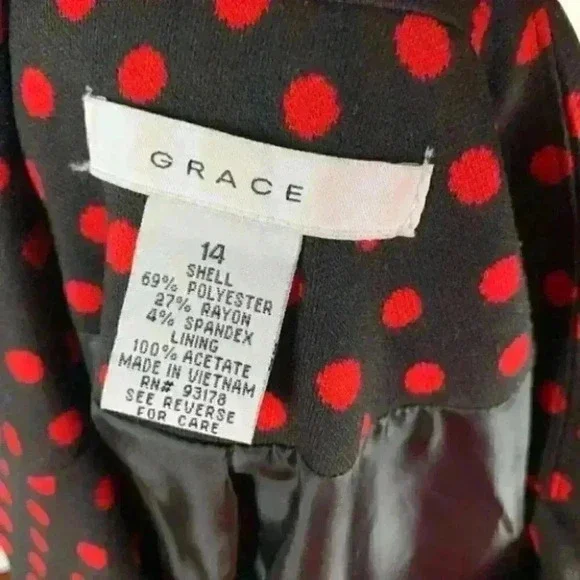 GRACE
14
SHELL
69% POLYESTER
27% RAYON
4% SPANDEX
LINING
100% ACETATE
MADE IN VIETNAM
RN# 93178
SEE REVERSE
FOR CARE